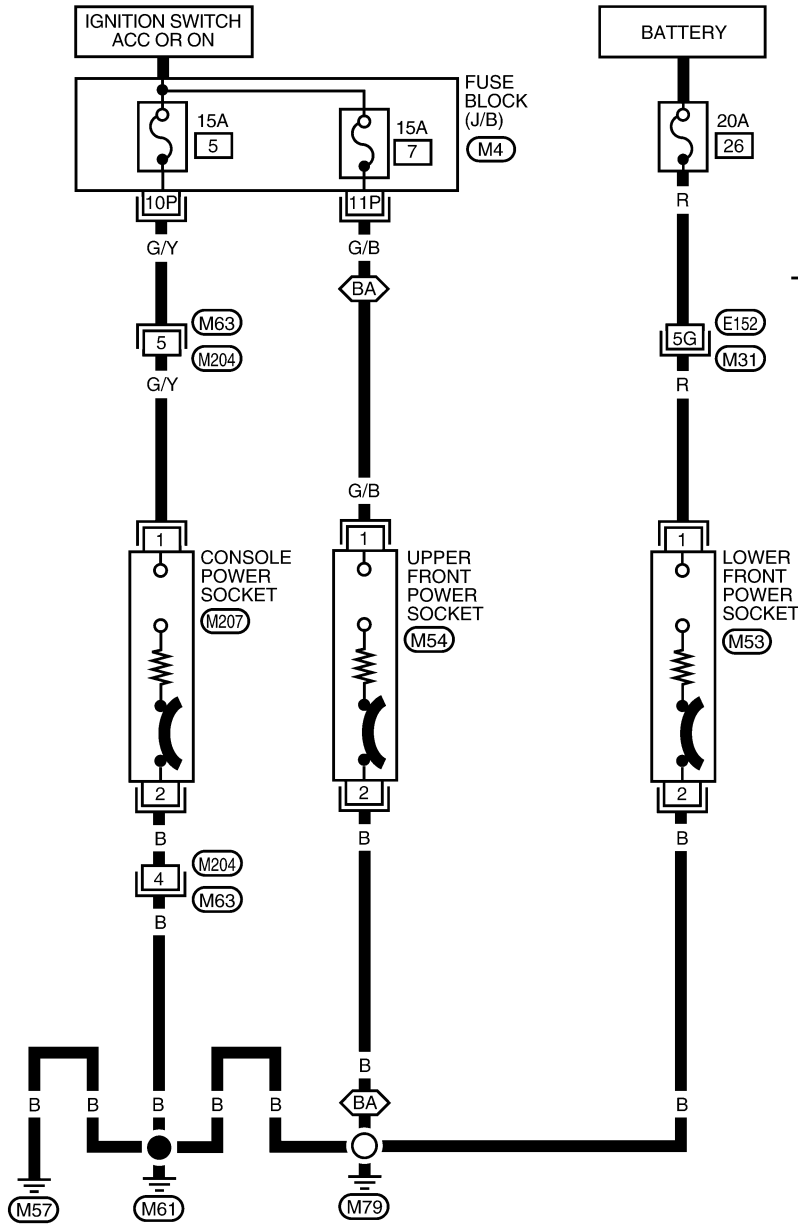 IGNITION SWITCH
ACC OR ON
BATTERY
FUSE
BLOCK
(J/B)
M4
15A
5
15A
7
20A
26
10P
11P
R
G/Y
G/B
BA
M63
5
M204
E152
5G
M31
G/Y
R
G/B
1
1
1
CONSOLE
POWER
SOCKET
M207
UPPER
FRONT
POWER
SOCKET
M54
LOWER
FRONT
POWER
SOCKET
M53
2
2
2
B
B
B
M204
4
M63
B
B
B
B
B
B
B
BA
B
M57
M61
M79